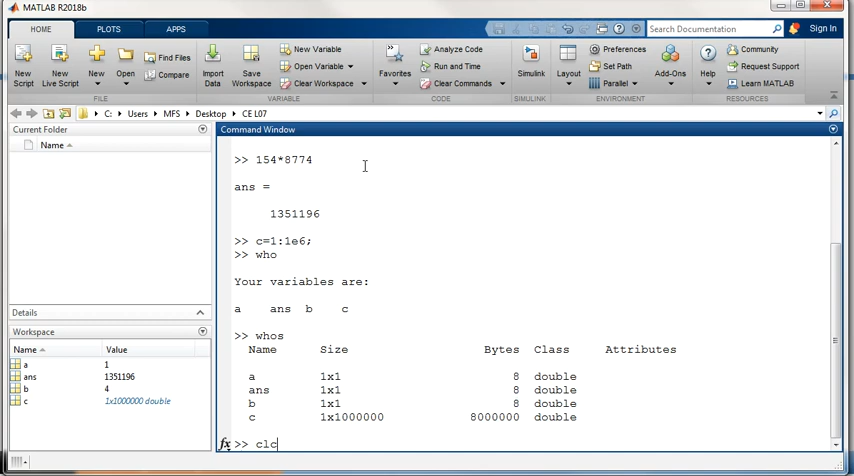 MATLAB R2018b
HOME PLOTS APPS
Search Documentation
Sign In
New Script
New Live Script
New
Open
Find Files
Compare
FILE
Import Data
Save Workspace
New Variable
Open Variable
Clear Workspace
VARIABLE
Favorites
Analyze Code
Run and Time
Clear Commands
CODE
Simulink
SIMULINK
Layout
Preferences
Set Path
Parallel
Add-Ons
ENVIRONMENT
Help
Community
Request Support
Learn MATLAB
RESOURCES
C: Users MFS Desktop CE L07
Current Folder
Name
Details
Workspace
Name Value
a 1
ans 1351196
b 4
c 1x1000000 double
Command Window
>> 154*8774
ans =
1351196
>> c=1:1e6;
>> who
Your variables are:
a ans b c
>> whos
Name Size Bytes Class Attributes
a 1x1 8 double
ans 1x1 8 double
b 1x1 8 double
c 1x1000000 8000000 double
fx >> clc